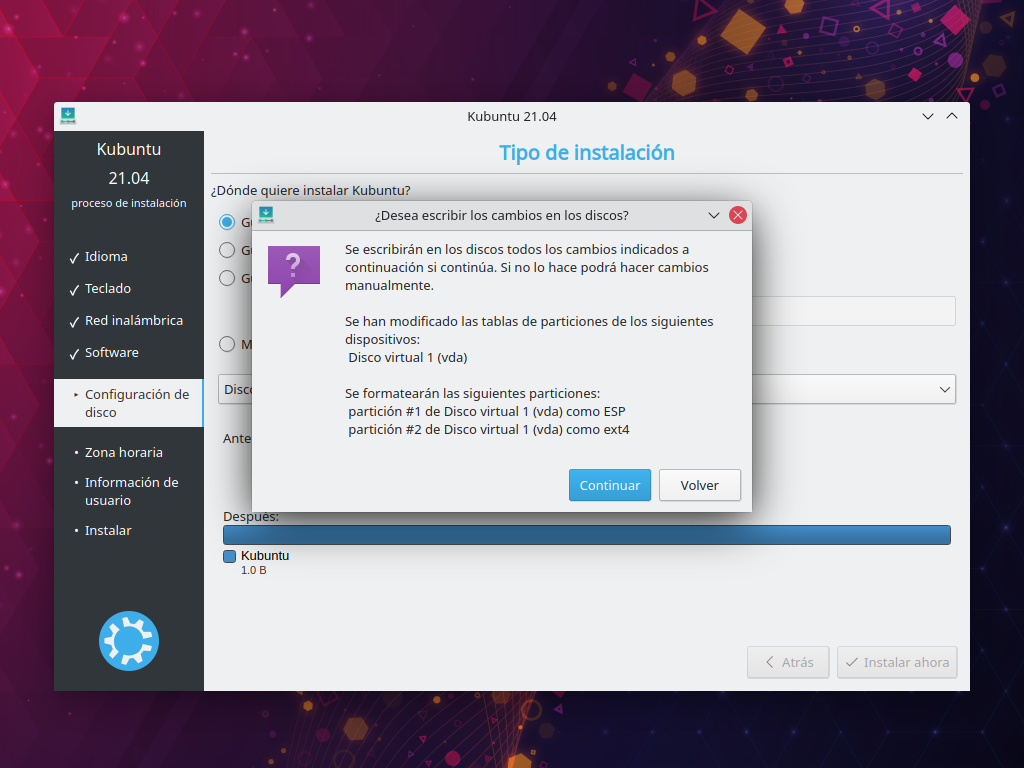 Kubuntu 21.04
Kubuntu
21.04
proceso de instalación
✓ Idioma
✓ Teclado
✓ Red inalámbrica
✓ Software
‣ Configuración de
disco
• Zona horaria
• Información de
usuario
• Instalar
Tipo de instalación
¿Dónde quiere instalar Kubuntu?
¿Desea escribir los cambios en los discos?
?
Se escribirán en los discos todos los cambios indicados a
continuación si continúa. Si no lo hace podrá hacer cambios
manualmente.
Se han modificado las tablas de particiones de los siguientes
dispositivos:
Disco virtual 1 (vda)
Se formatearán las siguientes particiones:
partición #1 de Disco virtual 1 (vda) como ESP
partición #2 de Disco virtual 1 (vda) como ext4
Continuar
Volver
Después:
Kubuntu
1.0 B
Atrás
Instalar ahora